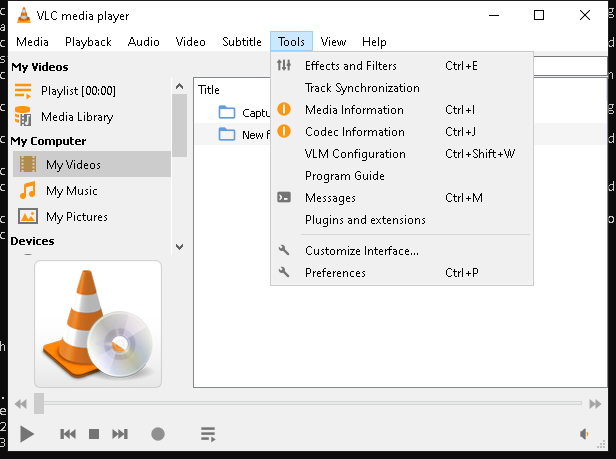 VLC media player
Media Playback Audio Video Subtitle Tools View Help
My Videos
Playlist [00:00]
Media Library
My Computer
My Videos
My Music
My Pictures
Devices
Title
Captu
New f
Effects and Filters Ctrl+E
Track Synchronization
Media Information Ctrl+I
Codec Information Ctrl+J
VLM Configuration Ctrl+Shift+W
Program Guide
Messages Ctrl+M
Plugins and extensions
Customize Interface...
Preferences Ctrl+P